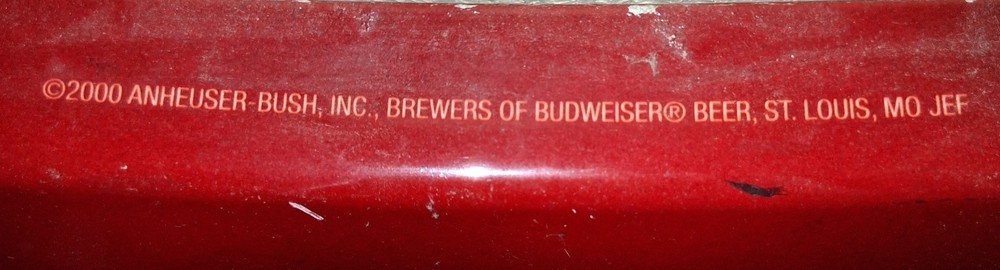 ©2000 ANHEUSER-BUSH, INC., BREWERS OF BUDWEISER® BEER, ST. LOUIS, MO JEF